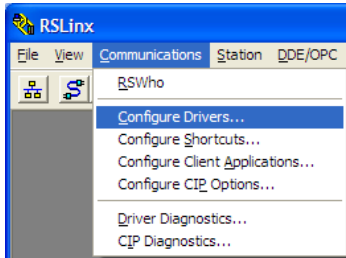 RSLinx
File View Communications Station DDE/OPC
RSWho
Configure Drivers...
Configure Shortcuts...
Configure Client Applications...
Configure CIP Options...
Driver Diagnostics...
CIP Diagnostics...